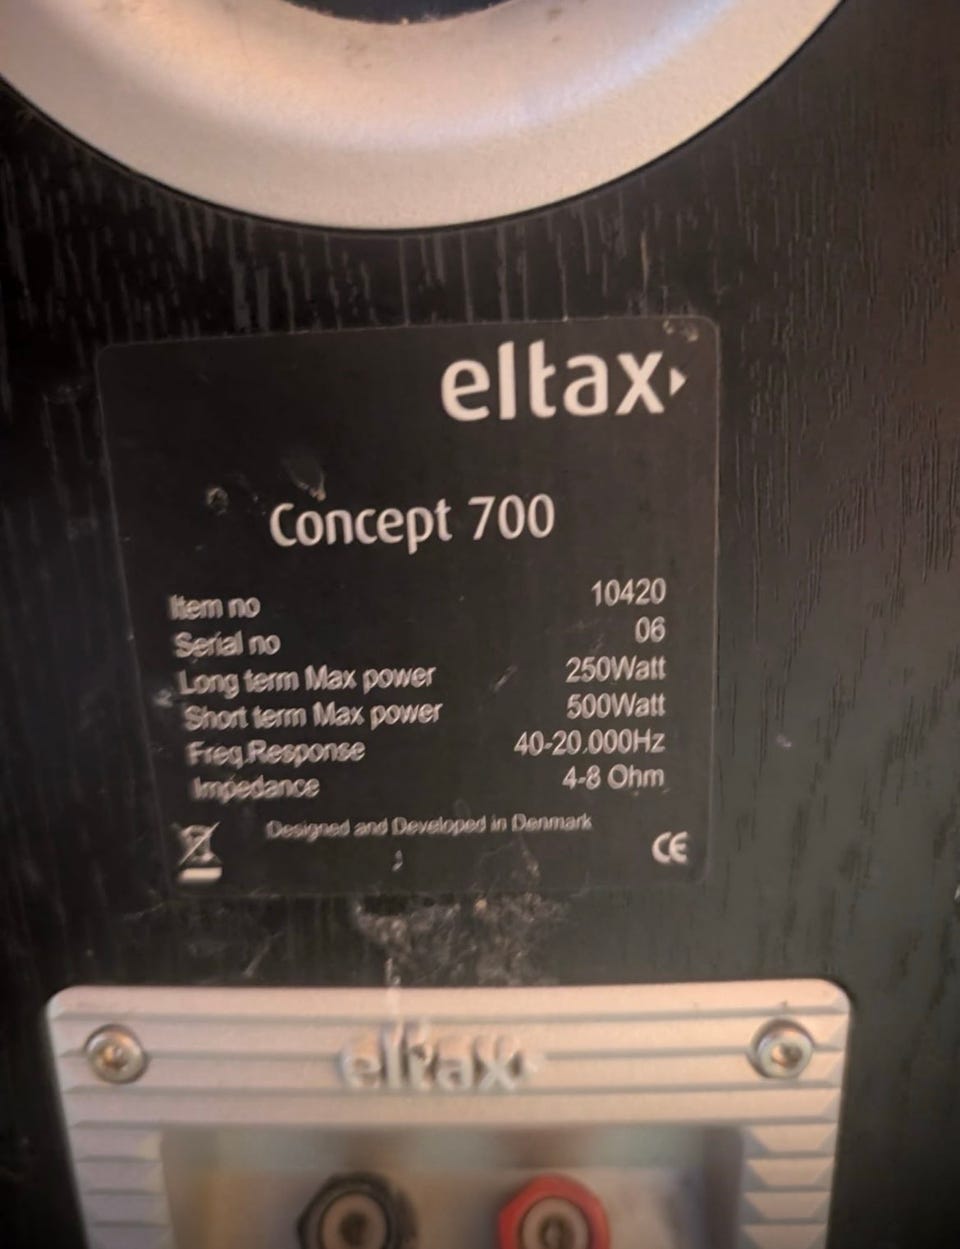 eltax
Concept 700
Item no 10420
Serial no 06
Long term Max power 250Watt
Short term Max power 500Watt
Freq.Response 40-20.000Hz
Impedance 4-8 Ohm
Designed and Developed in Denmark
CE
eltax